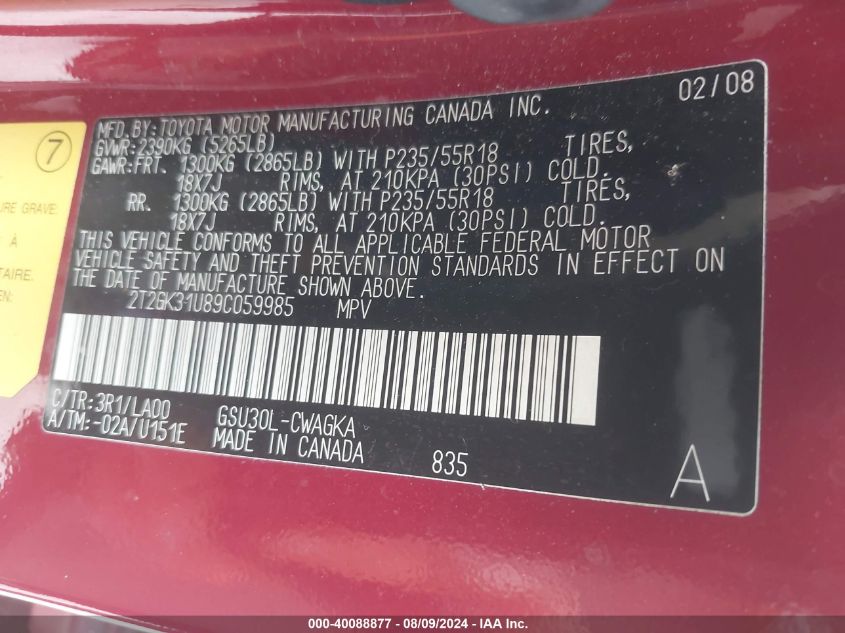 02/08
MFD. BY: TOYOTA MOTOR MANUFACTURING CANADA INC.
GVWR: 2390KG (5265LB)
GAWR: FRT. 1300KG (2865LB) WITH P235/55R18 TIRES,
18X7J RIMS, AT 210KPA (30PSI) COLD.
RR. 1300KG (2865LB) WITH P235/55R18 TIRES,
18X7J RIMS, AT 210KPA (30PSI) COLD.
THIS VEHICLE CONFORMS TO ALL APPLICABLE FEDERAL MOTOR
VEHICLE SAFETY AND THEFT PREVENTION STANDARDS IN EFFECT ON
THE DATE OF MANUFACTURE SHOWN ABOVE.
2T2GK31U89C059985 MPV
C/TR: 3R1/LA00 GSU30L-CWAGKA
A/TM: -02A/U151E MADE IN CANADA 835
A
7
URE GRAVE
À
TAIRE.
EN:
000-40088877 - 08/09/2024 - IAA Inc.